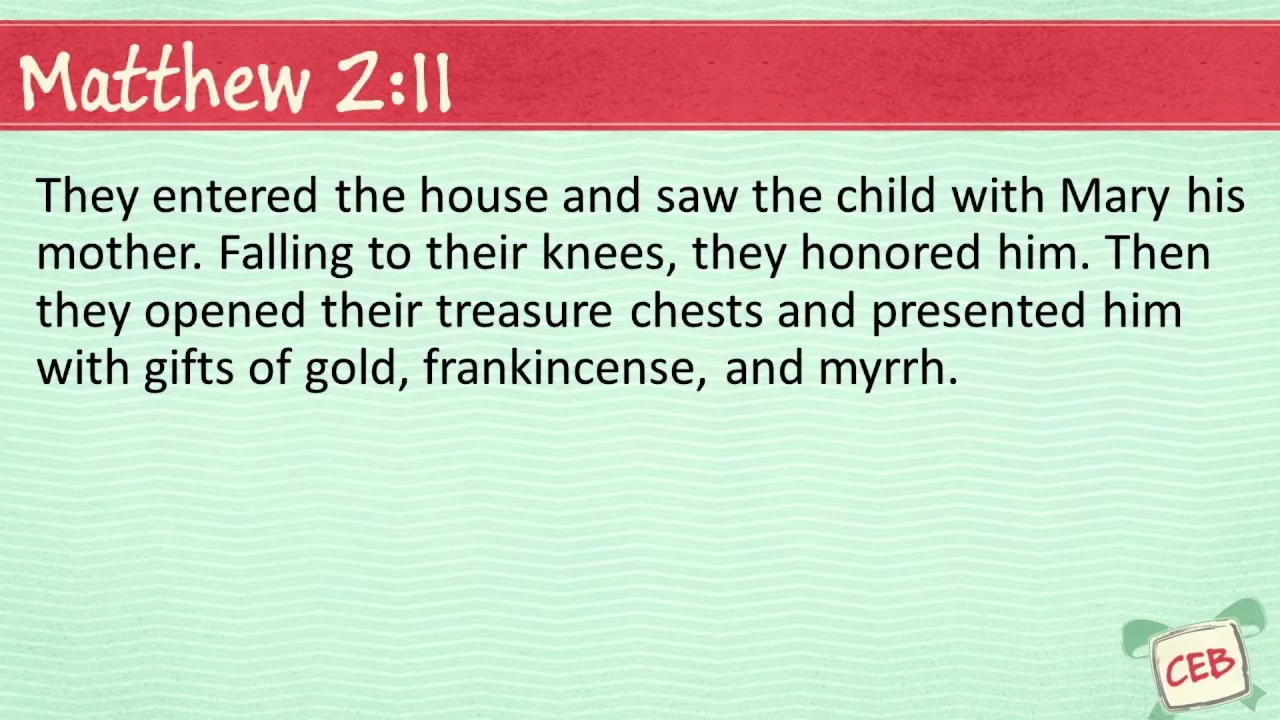 Matthew 2:11
They entered the house and saw the child with Mary his
mother. Falling to their knees, they honored him. Then
they opened their treasure chests and presented him
with gifts of gold, frankincense, and myrrh.
CEB